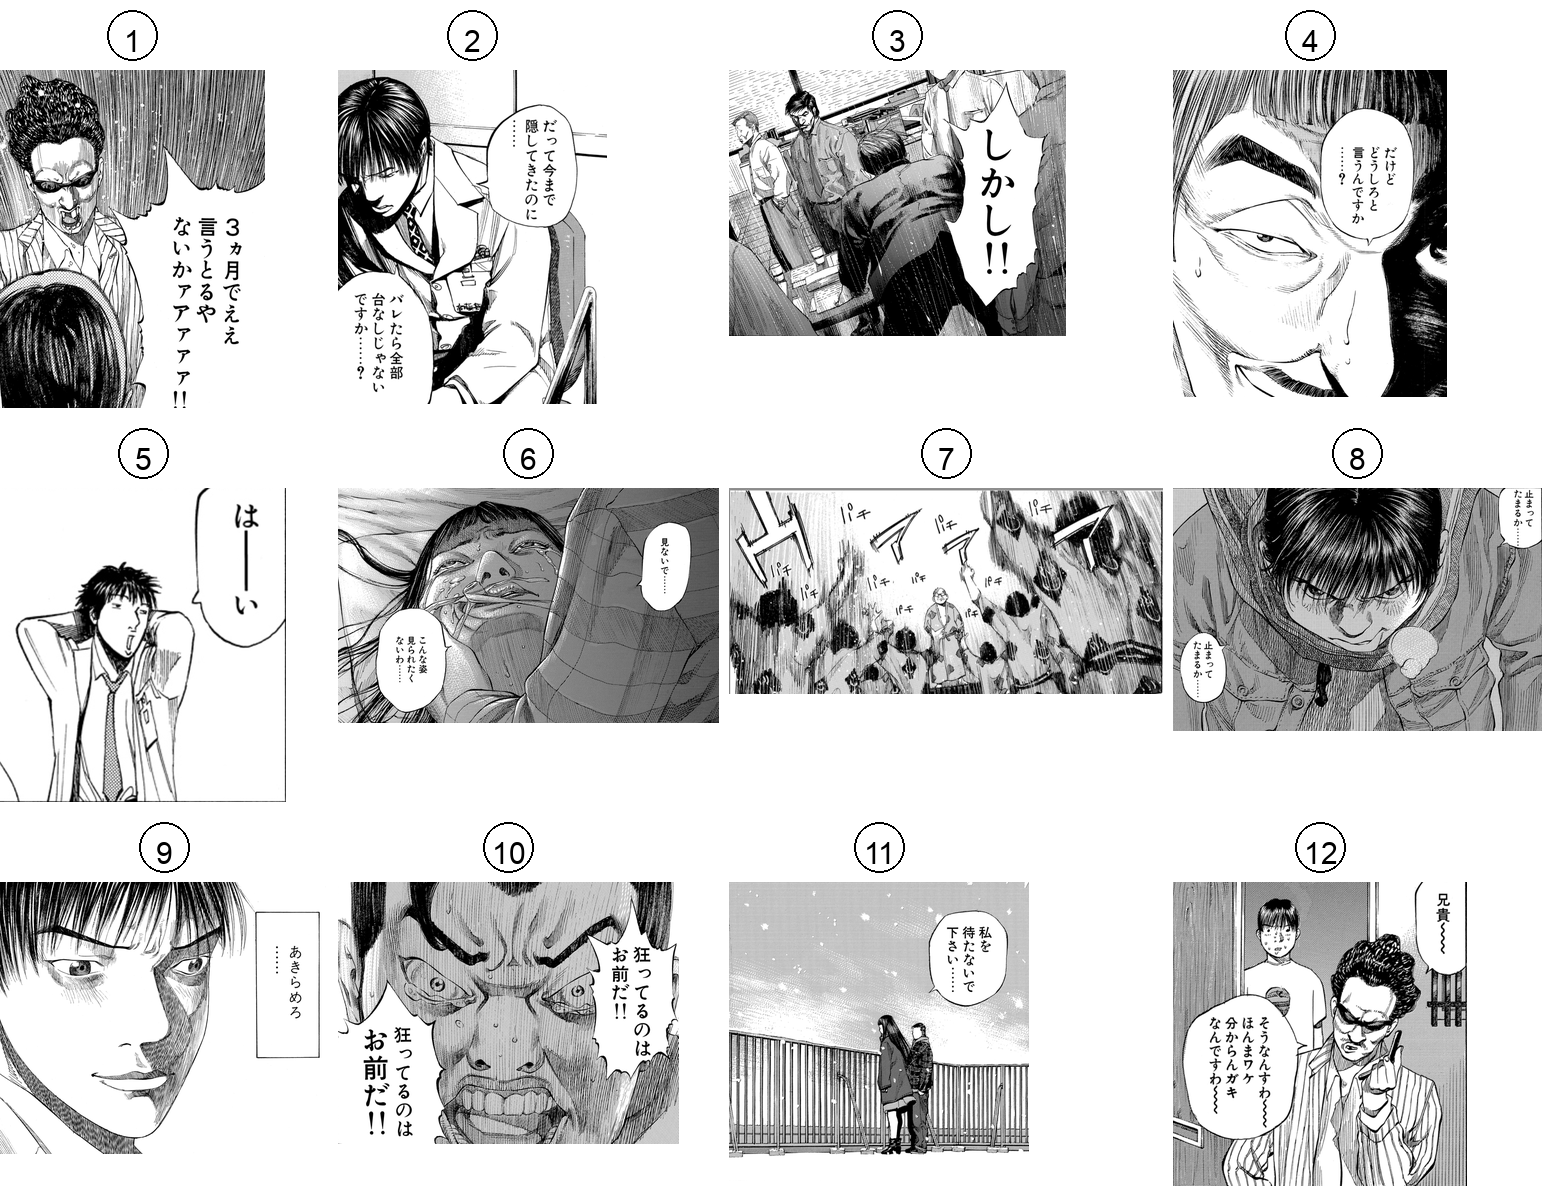 1
3ヵ月でええ
言うとるや
ないかァァァァ!!
2
だって今まで
隠してきたのに
……
バレたら全部
台なしじゃない
ですか……?
3
しかし!!
4
だけど
どうしろと
言うんですか
……?
5
はーい
6
見ないで……
こんな姿
見られたく
ないわ……
7
パチ
パチ
パチ
パチ
パチ
パチ
パチ
パチ
パチ
8
止まって
たまるか……
止まって
たまるか……
9
あきらめろ
……
10
狂ってるのは
お前だ!!
狂ってるのは
お前だ!!
11
私を
待たないで
下さい……
12
兄貴〜〜〜
そうなんすわ〜〜
ほんまワケ
分からんガキ
なんですわ〜〜